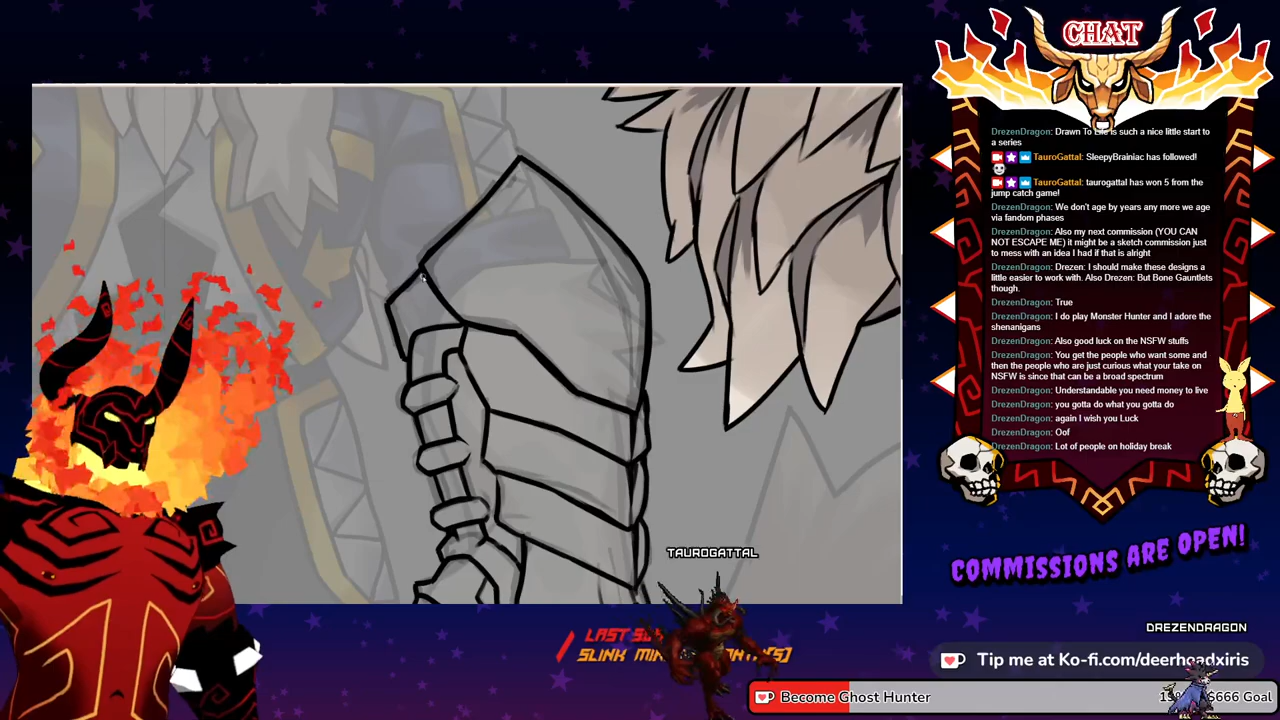 CHAT
DrezenDragon: Drawn To Life is such a nice little start to
a series
TauroGattal: SleepyBrainiac has followed!
TauroGattal: taurogattal has won 5 from the
jump catch game!
DrezenDragon: We don't age by years any more we age
via fandom phases
DrezenDragon: Also my next commission (YOU CAN
NOT ESCAPE ME) it might be a sketch commission just
to mess with an idea I had if that is alright
DrezenDragon: Drezen: I should make these designs a
little easier to work with. Also Drezen: But Bone Gauntlets
though.
DrezenDragon: True
DrezenDragon: I do play Monster Hunter and I adore the
shenanigans
DrezenDragon: Also good luck on the NSFW stuffs
DrezenDragon: You get the people who want some and
then the people who are just curious what your take on
NSFW is since that can be a broad spectrum
DrezenDragon: Understandable you need money to live
DrezenDragon: you gotta do what you gotta do
DrezenDragon: again I wish you Luck
DrezenDragon: Oof
DrezenDragon: Lot of people on holiday break
COMMISSIONS ARE OPEN!
TAUROGATTAL
DREZENDRAGON
LAST
SLINK
Tip me at Ko-fi.com/deerhoadxiris
Become Ghost Hunter
$666 Goal